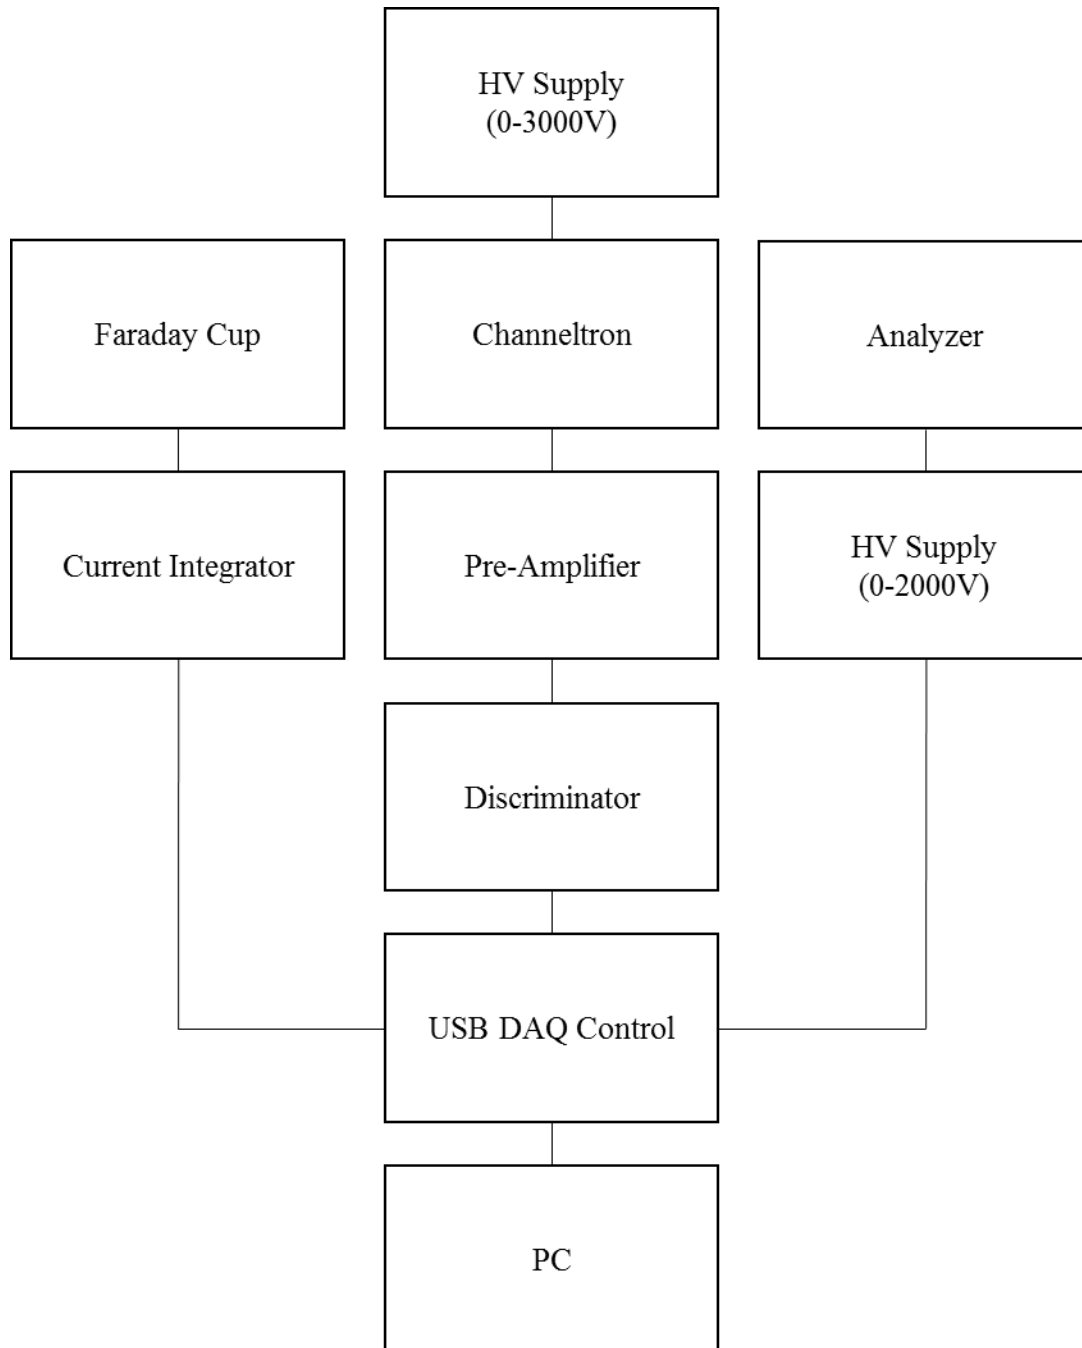 HV Supply
(0-3000V)
Faraday Cup
Channeltron
Analyzer
Current Integrator
Pre-Amplifier
HV Supply
(0-2000V)
Discriminator
USB DAQ Control
PC